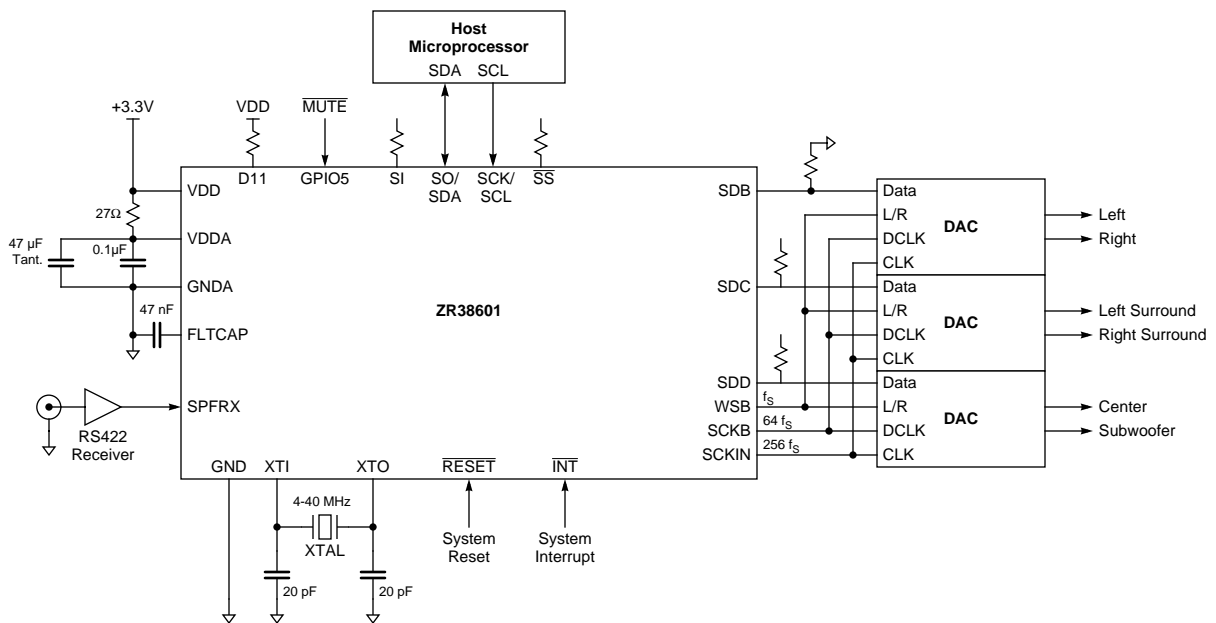 Host
Microprocessor
SDA SCL
+3.3V
VDD
MUTE
D11
GPIO5
SI
SO/
SDA
SCK/
SCL
SS
VDD
27Ω
VDDA
47 µF
Tant.
0.1µF
GNDA
47 nF
FLTCAP
SPFRX
RS422
Receiver
ZR38601
SDB
SDC
SDD
WSB
SCKB
SCKIN
fS
64 fS
256 fS
Data
L/R
DCLK
CLK
DAC
Left
Right
Data
L/R
DCLK
CLK
DAC
Left Surround
Right Surround
Data
L/R
DCLK
CLK
DAC
Center
Subwoofer
GND
XTI
XTO
RESET
INT
4-40 MHz
XTAL
20 pF
20 pF
System
Reset
System
Interrupt